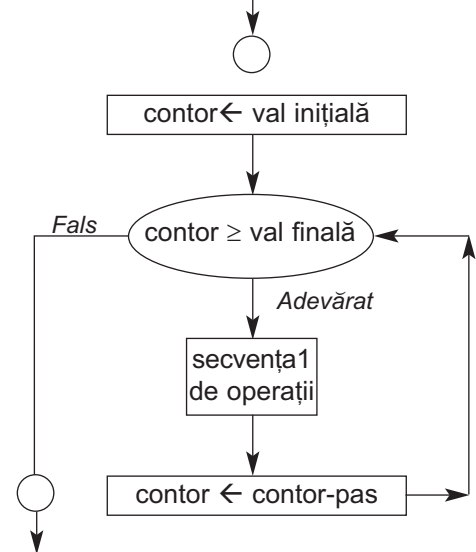 contor← val inițială
Fals
contor ≥ val finală
Adevărat
secvența1
de operații
contor ← contor-pas